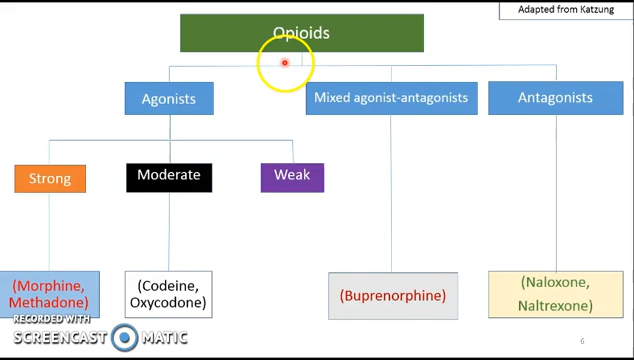 Adapted from Katzung
Opioids
Agonists
Mixed agonist-antagonists
Antagonists
Strong
Moderate
Weak
(Morphine,
Methadone)
(Codeine,
Oxycodone)
(Buprenorphine)
(Naloxone,
Naltrexone)
RECORDED WITH
SCREENCAST MATIC
6